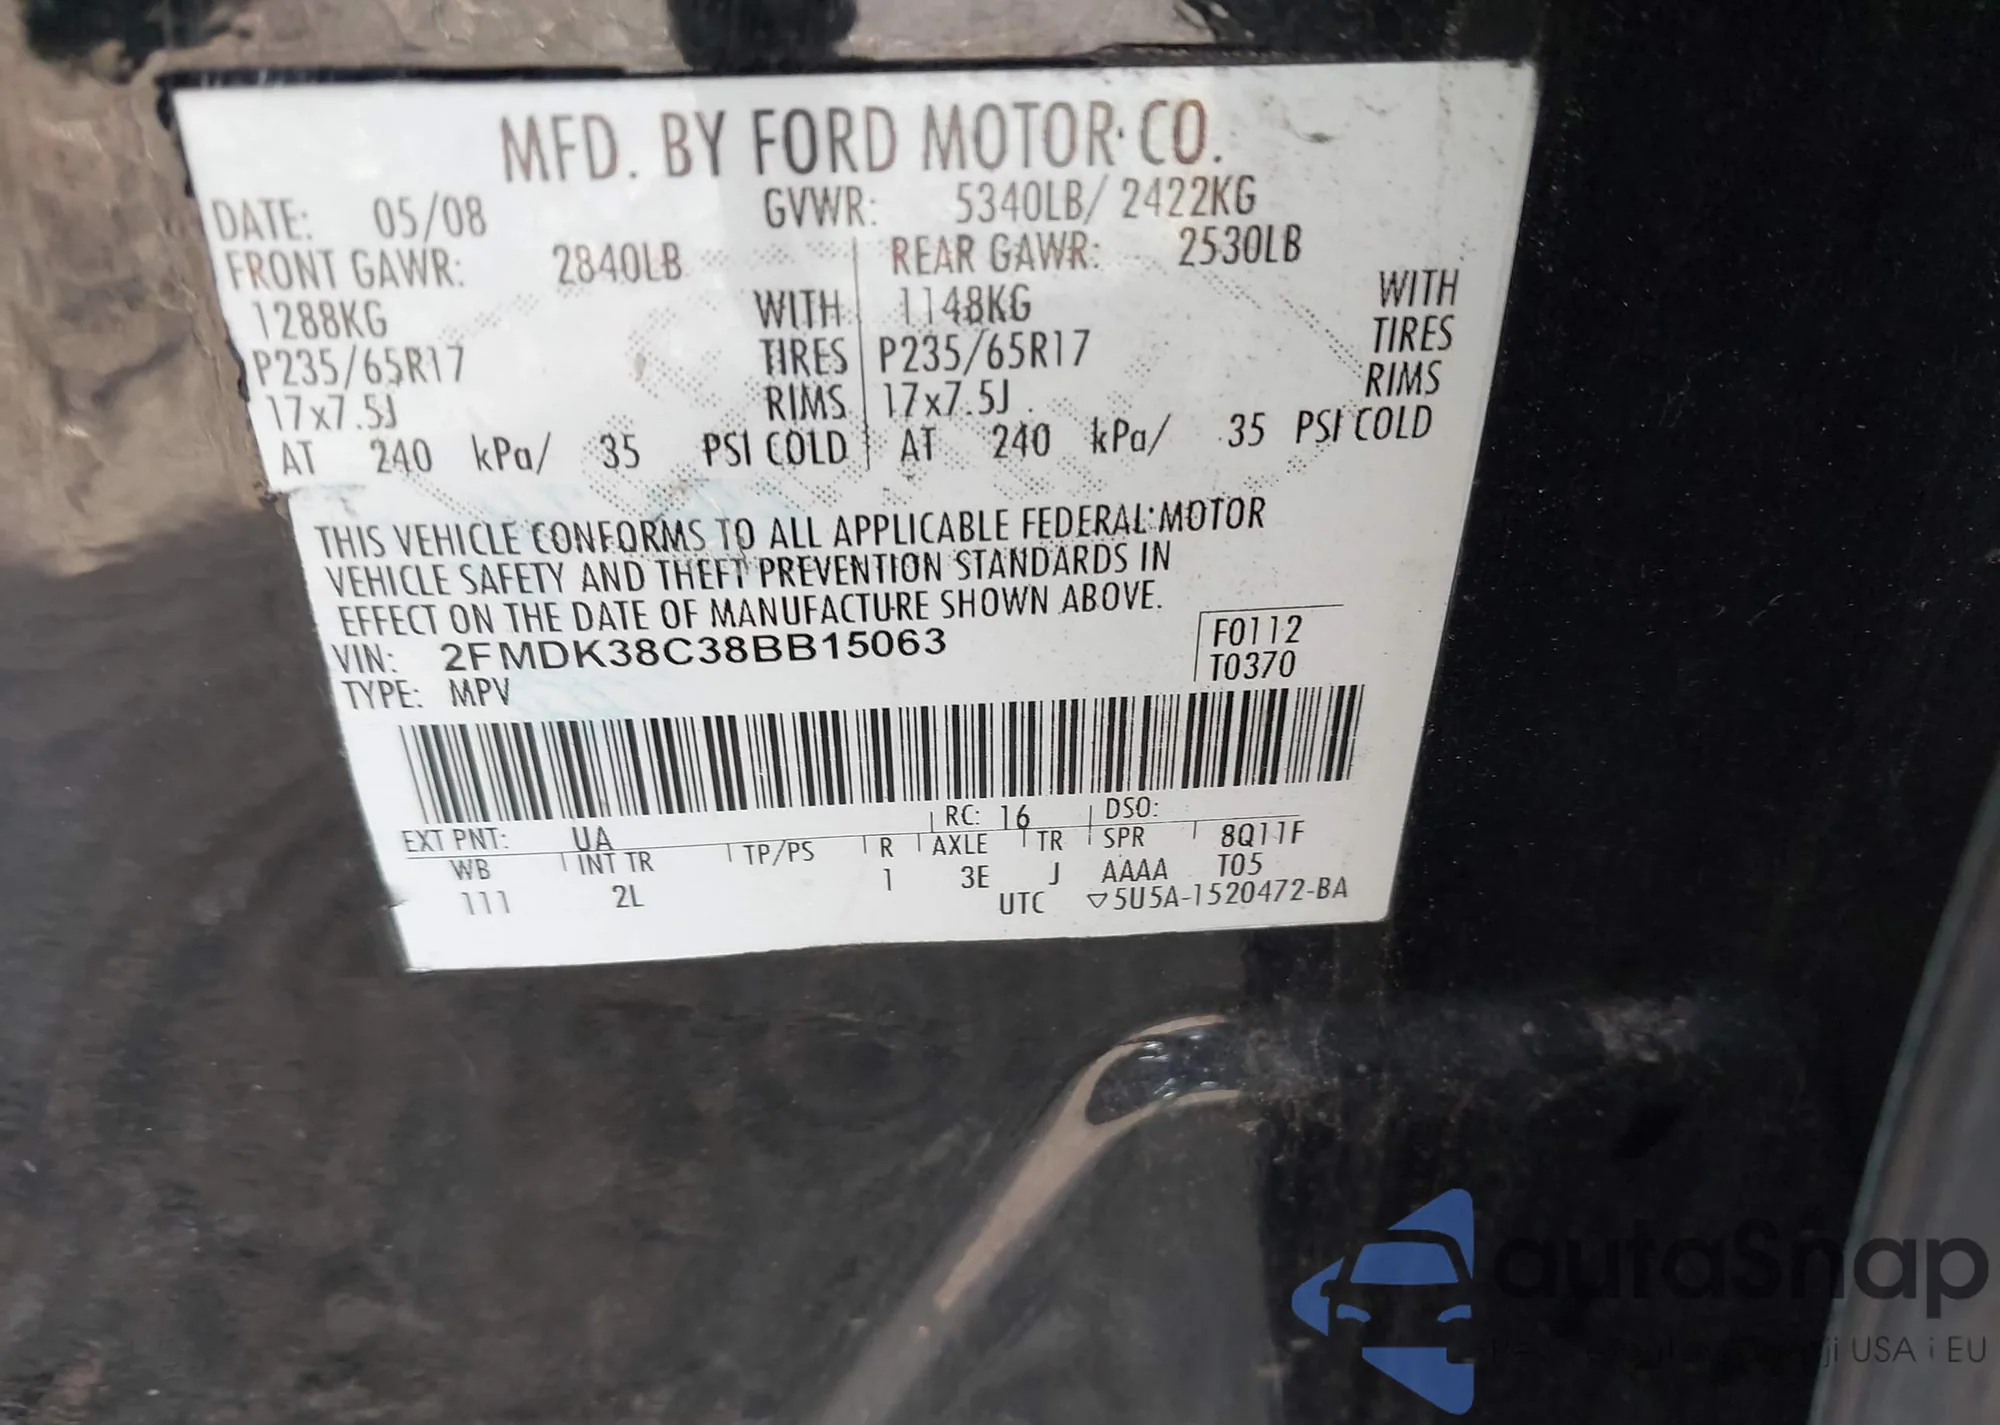 MFD. BY FORD MOTOR CO.
DATE: 05/08 GVWR: 5340LB/ 2422KG
FRONT GAWR: 2840LB REAR GAWR: 2530LB
1288KG WITH 1148KG WITH
P235/65R17 TIRES P235/65R17 TIRES
17x7.5J RIMS 17x7.5J RIMS
AT 240 kPa/ 35 PSI COLD AT 240 kPa/ 35 PSI COLD
THIS VEHICLE CONFORMS TO ALL APPLICABLE FEDERAL MOTOR
VEHICLE SAFETY AND THEFT PREVENTION STANDARDS IN
EFFECT ON THE DATE OF MANUFACTURE SHOWN ABOVE.
VIN: 2FMDK38C38BB15063 F0112
TYPE: MPV T0370
EXT PNT: UA RC: 16 DSO:
WB INT TR TP/PS R AXLE TR SPR 8Q11F
111 2L 1 3E J AAAA T05
UTC ▽5U5A-1520472-BA
autaSnap
USA i EU